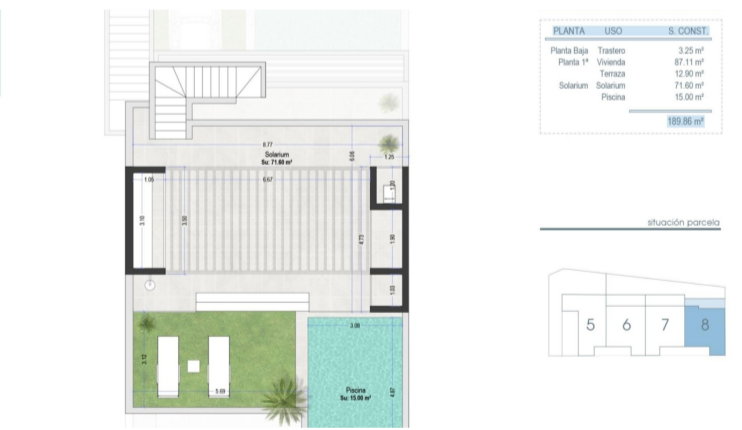 PLANTA USO S. CONST.
Planta Baja Trastero 3.25 m²
Planta 1ª Vivienda 87.11 m²
Terraza 12.90 m²
Solarium Solarium 71.60 m²
Piscina 15.00 m²
189.86 m²
situación parcela
5 6 7 8
8.77
Solarium
Su: 71.60 m²
1.25
1.05
6.67
3.10
3.50
4.73
1.90
1.03
3.08
3.12
5.69
Piscina
Su: 15.00 m²
4.87